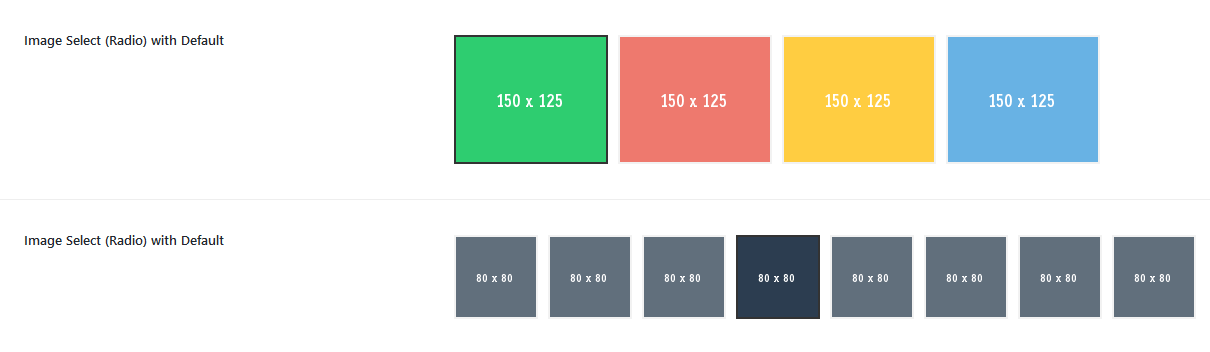 Image Select (Radio) with Default
150 x 125 150 x 125 150 x 125 150 x 125
Image Select (Radio) with Default
80 x 80 80 x 80 80 x 80 80 x 80 80 x 80 80 x 80 80 x 80 80 x 80